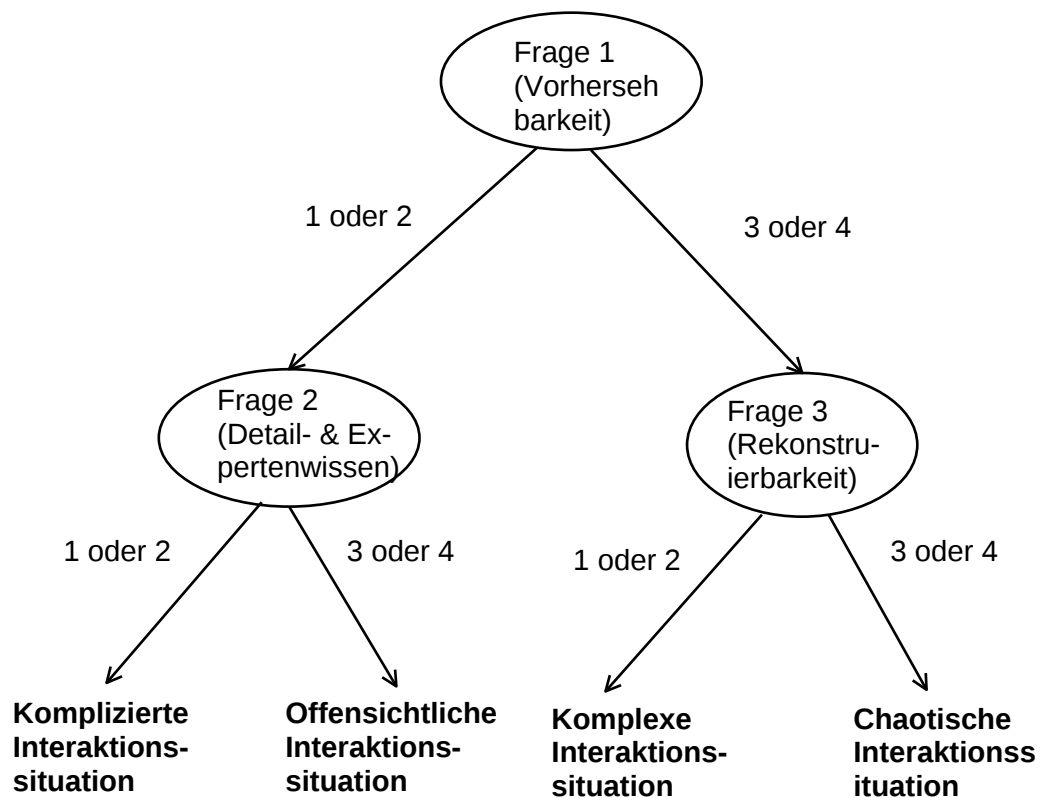 Frage 1
(Vorherseh
barkeit)
1 oder 2
3 oder 4
Frage 2
(Detail- & Ex-
pertenwissen)
Frage 3
(Rekonstru-
ierbarkeit)
1 oder 2
3 oder 4
1 oder 2
3 oder 4
Komplizierte
Interaktions-
situation
Offensichtliche
Interaktions-
situation
Komplexe
Interaktions-
situation
Chaotische
Interaktionss
ituation